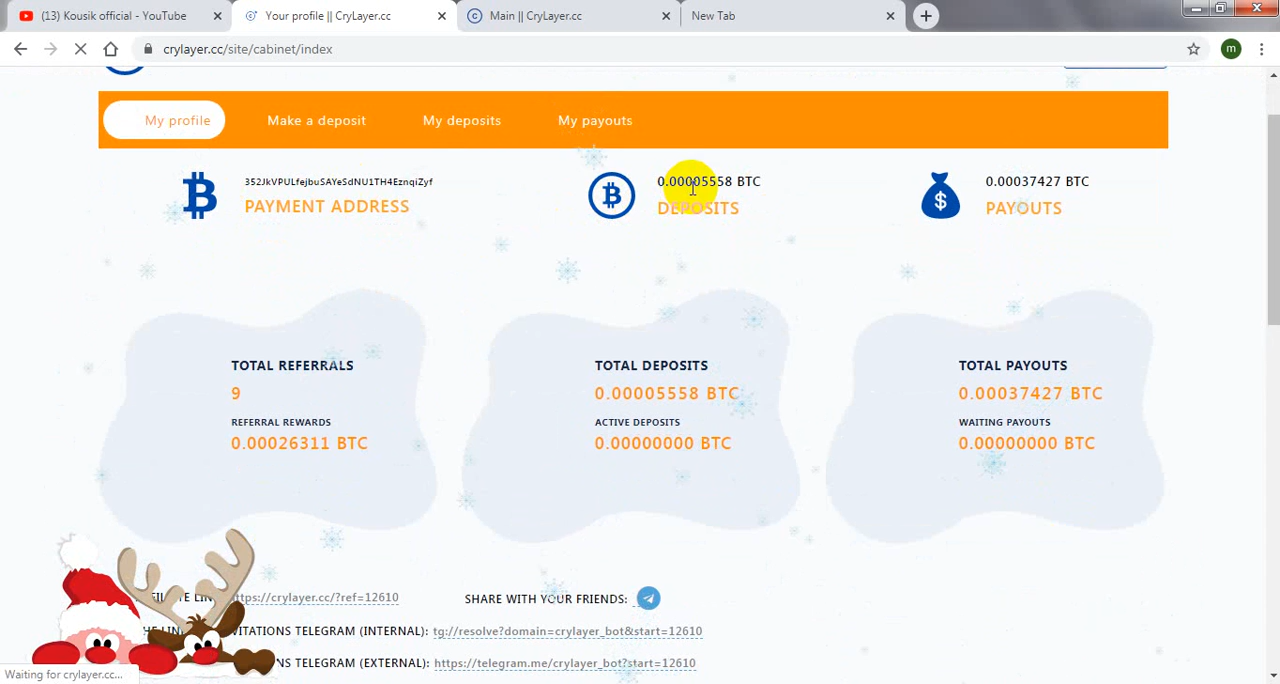 (13) Kousik official - YouTube
Your profile || CryLayer.cc
Main || CryLayer.cc
New Tab
crylayer.cc/site/cabinet/index
m
My profile
Make a deposit
My deposits
My payouts
352JkVPULfejbuSAYeSdNU1TH4EznqiZyf
PAYMENT ADDRESS
0.00005558 BTC
DEPOSITS
0.00037427 BTC
PAYOUTS
TOTAL REFERRALS
9
REFERRAL REWARDS
0.00026311 BTC
TOTAL DEPOSITS
0.00005558 BTC
ACTIVE DEPOSITS
0.00000000 BTC
TOTAL PAYOUTS
0.00037427 BTC
WAITING PAYOUTS
0.00000000 BTC
https://crylayer.cc/?ref=12610
SHARE WITH YOUR FRIENDS:
TELEGRAM (INTERNAL): tg://resolve?domain=crylayer_bot&start=12610
TELEGRAM (EXTERNAL): https://telegram.me/crylayer_bot?start=12610
Waiting for crylayer.cc...